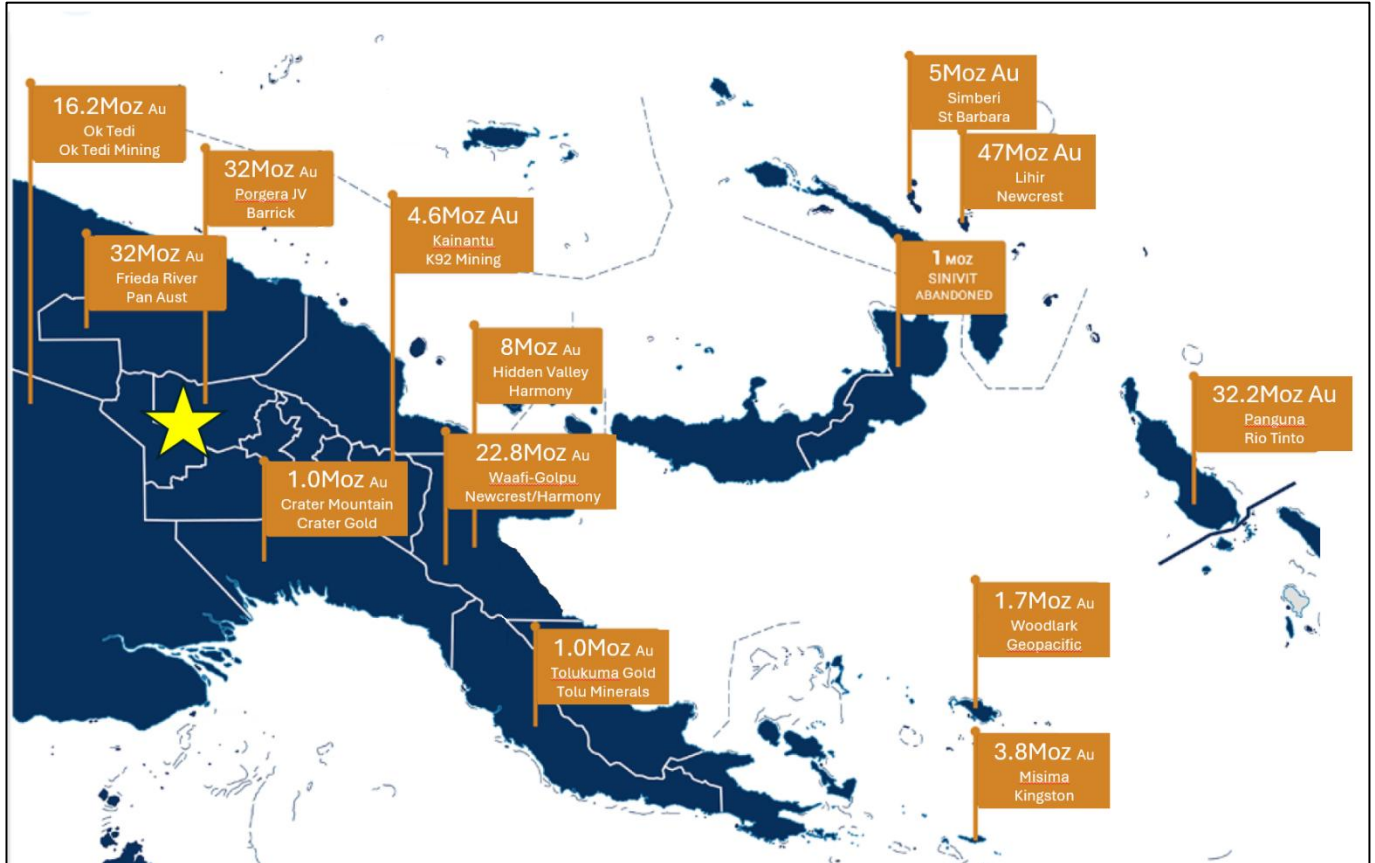 16.2Moz Au
Ok Tedi
Ok Tedi Mining
32Moz Au
Porgera JV
Barrick
32Moz Au
Frieda River
Pan Aust
4.6Moz Au
Kainantu
K92 Mining
5Moz Au
Simberi
St Barbara
47Moz Au
Lihir
Newcrest
1 MOZ
SINIVIT
ABANDONED
8Moz Au
Hidden Valley
Harmony
32.2Moz Au
Panguna
Rio Tinto
1.0Moz Au
Crater Mountain
Crater Gold
22.8Moz Au
Waafi-Golpu
Newcrest/Harmony
1.7Moz Au
Woodlark
Geopacific
1.0Moz Au
Tolukuma Gold
Tolu Minerals
3.8Moz Au
Misima
Kingston